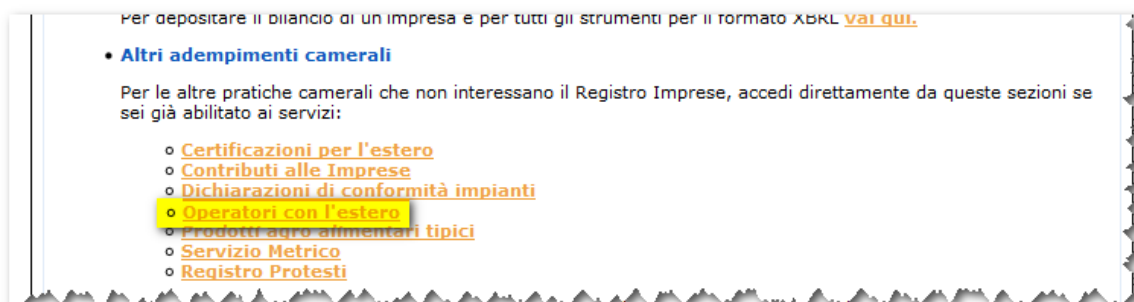 Per depositare il bilancio di un'impresa e per tutti gli strumenti per il formato XBRL vai qui.
• Altri adempimenti camerali
Per le altre pratiche camerali che non interessano il Registro Imprese, accedi direttamente da queste sezioni se
sei già abilitato ai servizi:
Certificazioni per l'estero
Contributi alle Imprese
Dichiarazioni di conformità impianti
Operatori con l'estero
Prodotti agro alimentari tipici
Servizio Metrico
Registro Protesti